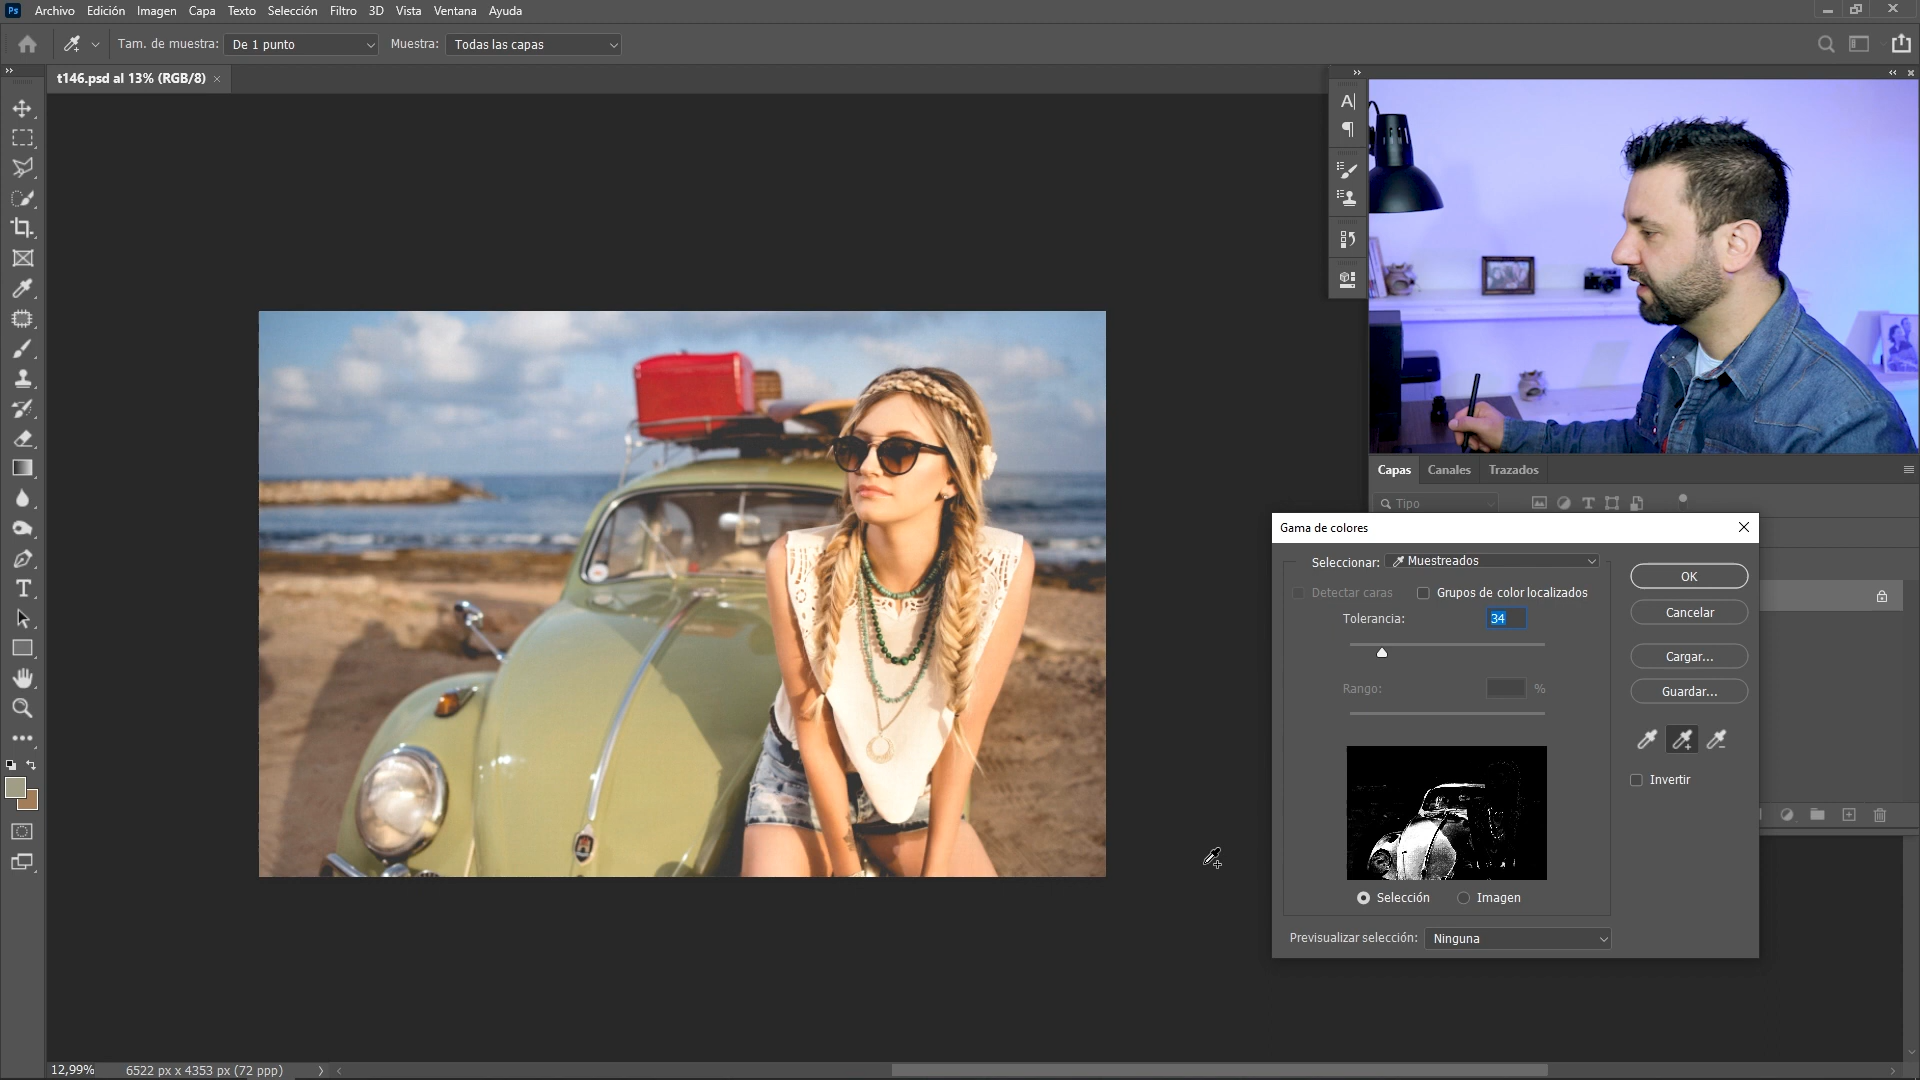 Ps Archivo Edición Imagen Capa Texto Selección Filtro 3D Vista Ventana Ayuda
Tam. de muestra: De 1 punto Muestra: Todas las capas
t146.psd al 13% (RGB/8)
Capas Canales Trazados
Tipo
Gama de colores
Seleccionar: Muestreados
OK
Detectar caras Grupos de color localizados
Cancelar
Tolerancia: 34
Cargar...
Rango: %
Guardar...
Invertir
Selección Imagen
Previsualizar selección: Ninguna
12,99% 6522 px x 4353 px (72 ppp)